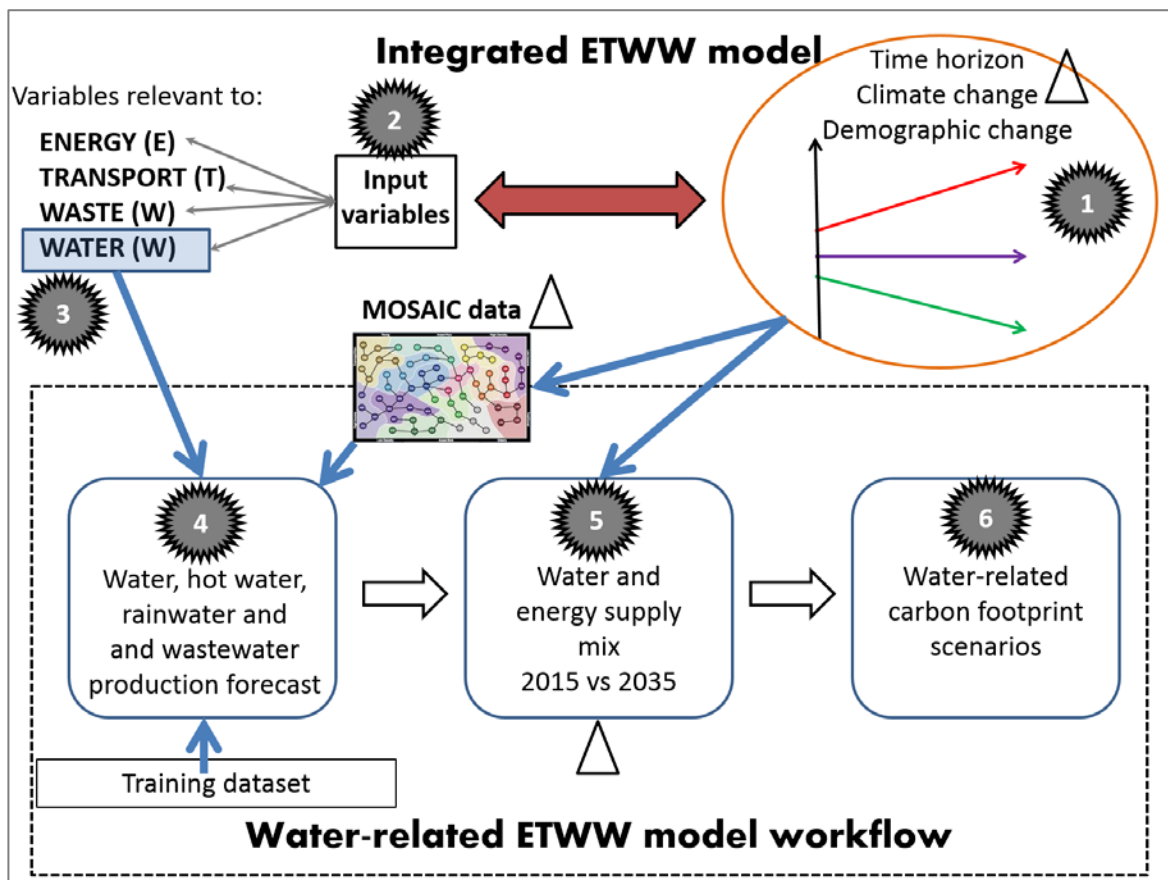 Integrated ETWW model
Variables relevant to:
ENERGY (E)
TRANSPORT (T)
WASTE (W)
WATER (W)
2
Input
variables
Time horizon
Climate change
Demographic change
1
3
MOSAIC data
4
Water, hot water,
rainwater and
and wastewater
production forecast
5
Water and
energy supply
mix
2015 vs 2035
6
Water-related
carbon footprint
scenarios
Training dataset
Water-related ETWW model workflow